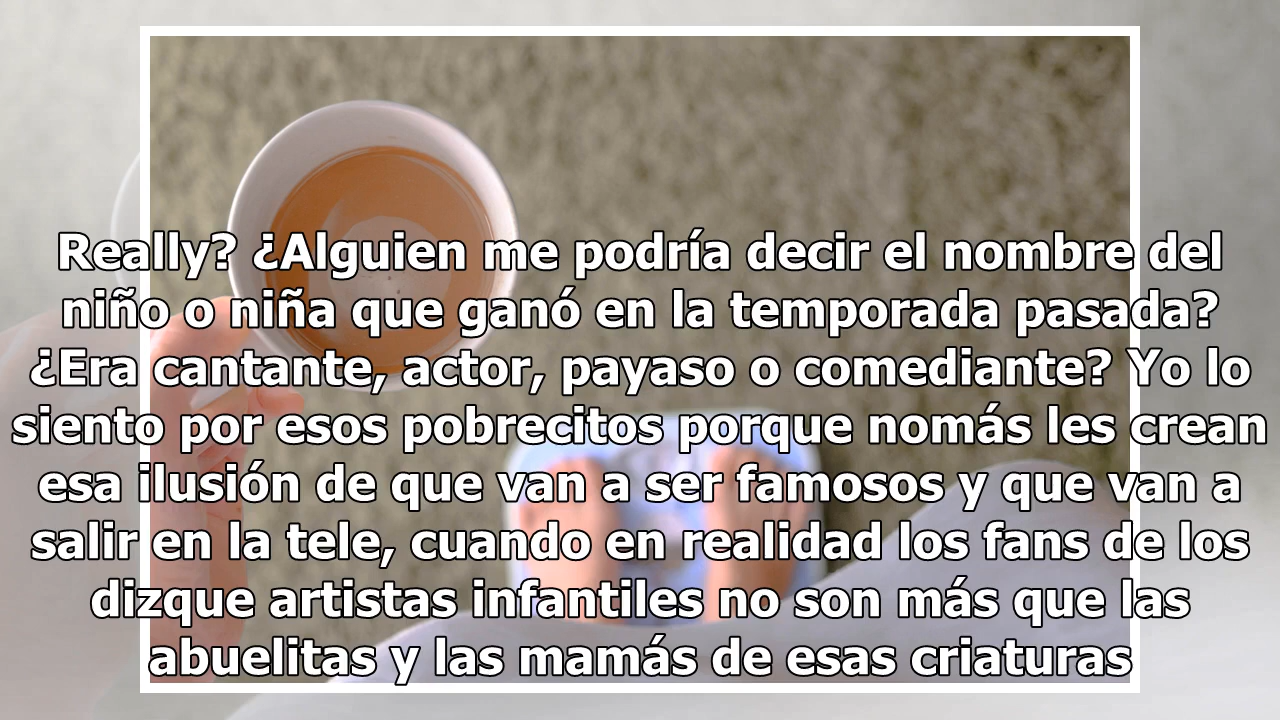 Really? ¿Alguien me podría decir el nombre del
niño o niña que ganó en la temporada pasada?
¿Era cantante, actor, payaso o comediante? Yo lo
siento por esos pobrecitos porque nomás les crean
esa ilusión de que van a ser famosos y que van a
salir en la tele, cuando en realidad los fans de los
dizque artistas infantiles no son más que las
abuelitas y las mamás de esas criaturas